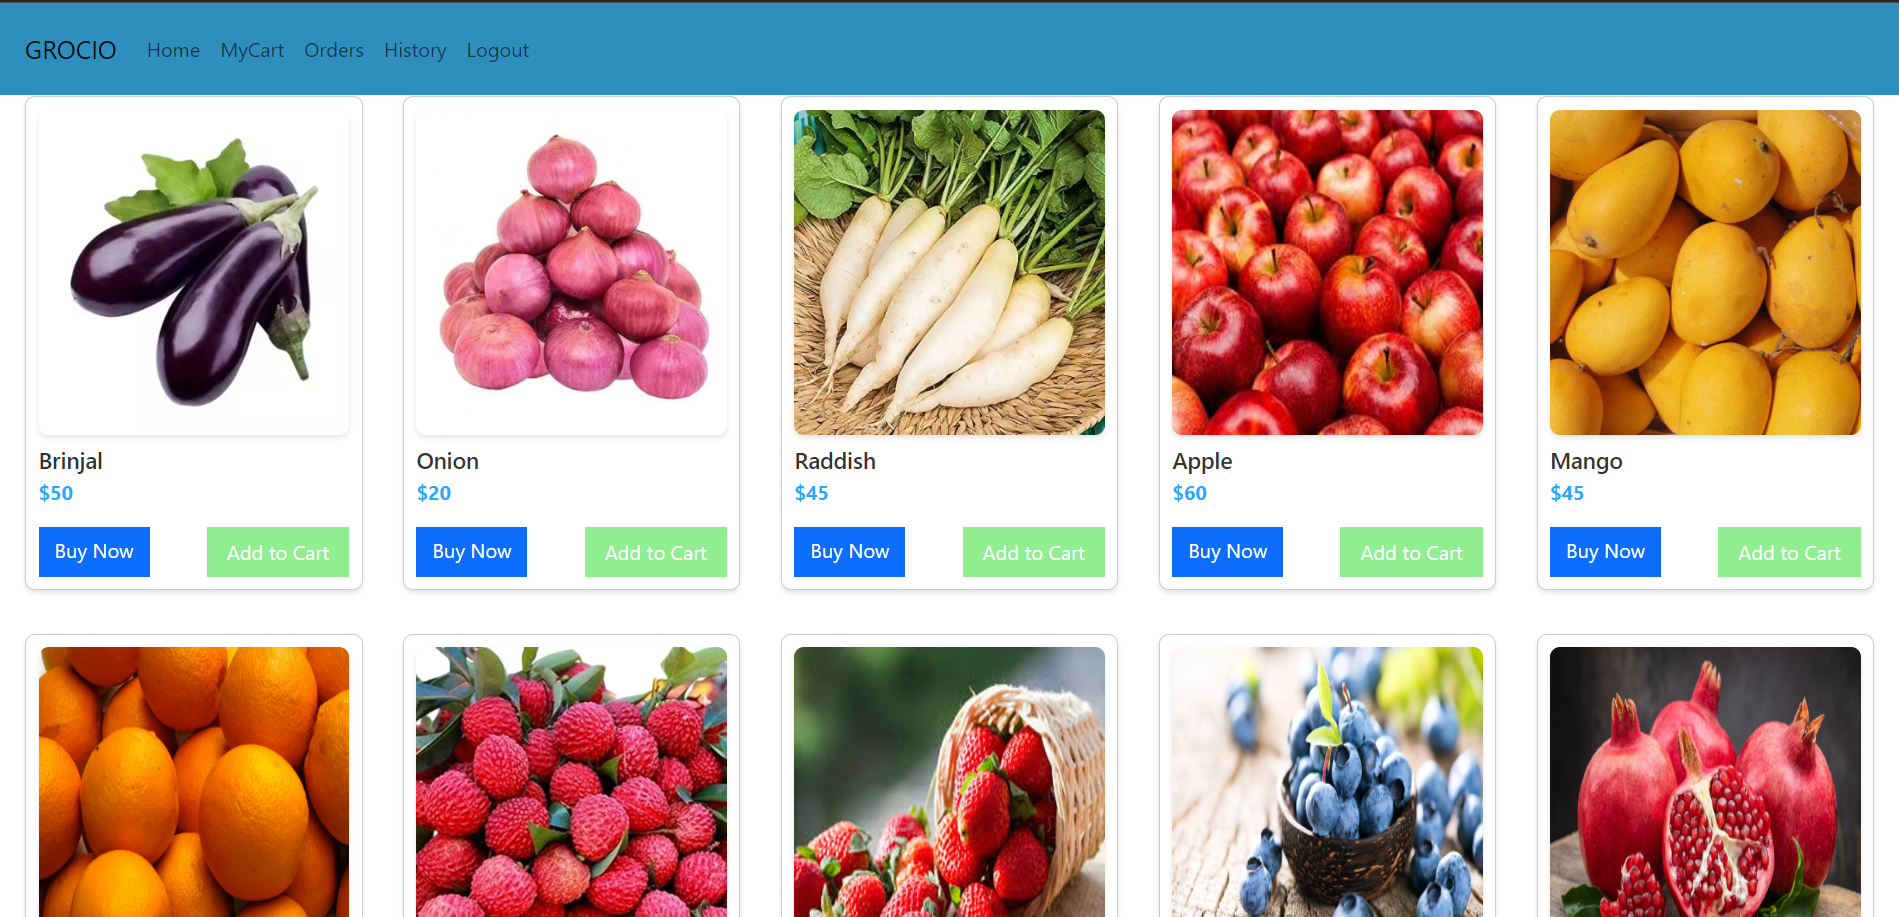 GROCIO Home MyCart Orders History Logout
Brinjal
$50
Buy Now Add to Cart
Onion
$20
Buy Now Add to Cart
Raddish
$45
Buy Now Add to Cart
Apple
$60
Buy Now Add to Cart
Mango
$45
Buy Now Add to Cart